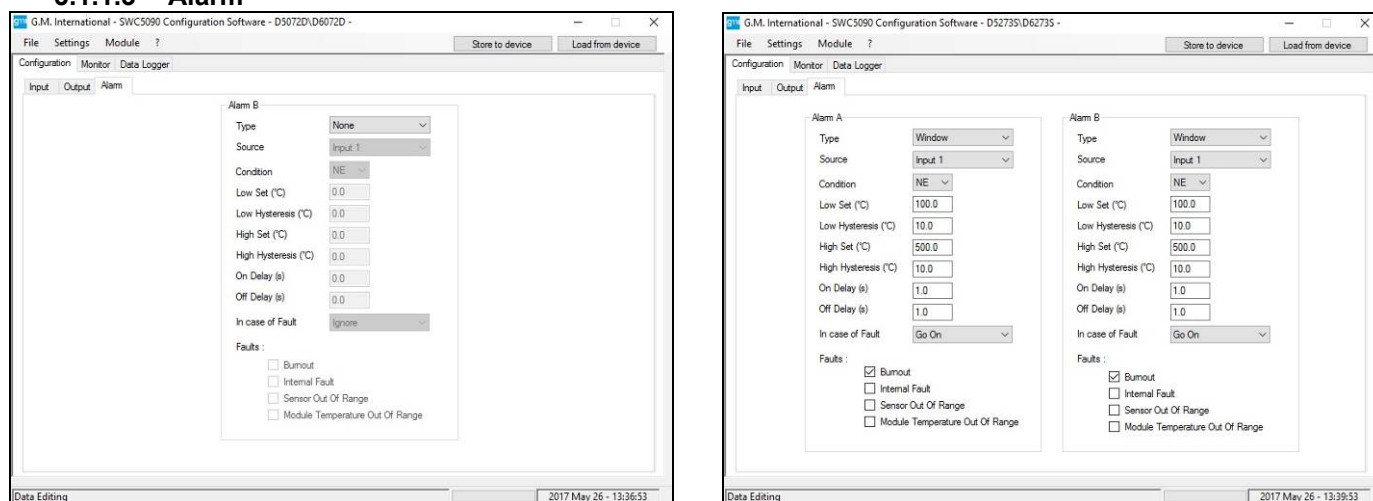 5.1.1.3 Alarm
gmi G.M. International - SWC5090 Configuration Software - D5072D\D6072D -
File Settings Module ? Store to device Load from device
Configuration Monitor Data Logger
Input Output Alarm
Alarm B
Type None
Source Input 1
Condition NE
Low Set (°C) 0.0
Low Hysteresis (°C) 0.0
High Set (°C) 0.0
High Hysteresis (°C) 0.0
On Delay (s) 0.0
Off Delay (s) 0.0
In case of Fault Ignore
Faults :
Burnout
Internal Fault
Sensor Out Of Range
Module Temperature Out Of Range
Data Editing 2017 May 26 - 13:36:53
gmi G.M. International - SWC5090 Configuration Software - D5273S\D6273S -
File Settings Module ? Store to device Load from device
Configuration Monitor Data Logger
Input Output Alarm
Alarm A
Type Window
Source Input 1
Condition NE
Low Set (°C) 100.0
Low Hysteresis (°C) 10.0
High Set (°C) 500.0
High Hysteresis (°C) 10.0
On Delay (s) 1.0
Off Delay (s) 1.0
In case of Fault Go On
Faults :
Burnout
Internal Fault
Sensor Out Of Range
Module Temperature Out Of Range
Alarm B
Type Window
Source Input 1
Condition NE
Low Set (°C) 100.0
Low Hysteresis (°C) 10.0
High Set (°C) 500.0
High Hysteresis (°C) 10.0
On Delay (s) 1.0
Off Delay (s) 1.0
In case of Fault Go On
Faults :
Burnout
Internal Fault
Sensor Out Of Range
Module Temperature Out Of Range
Data Editing 2017 May 26 - 13:39:53